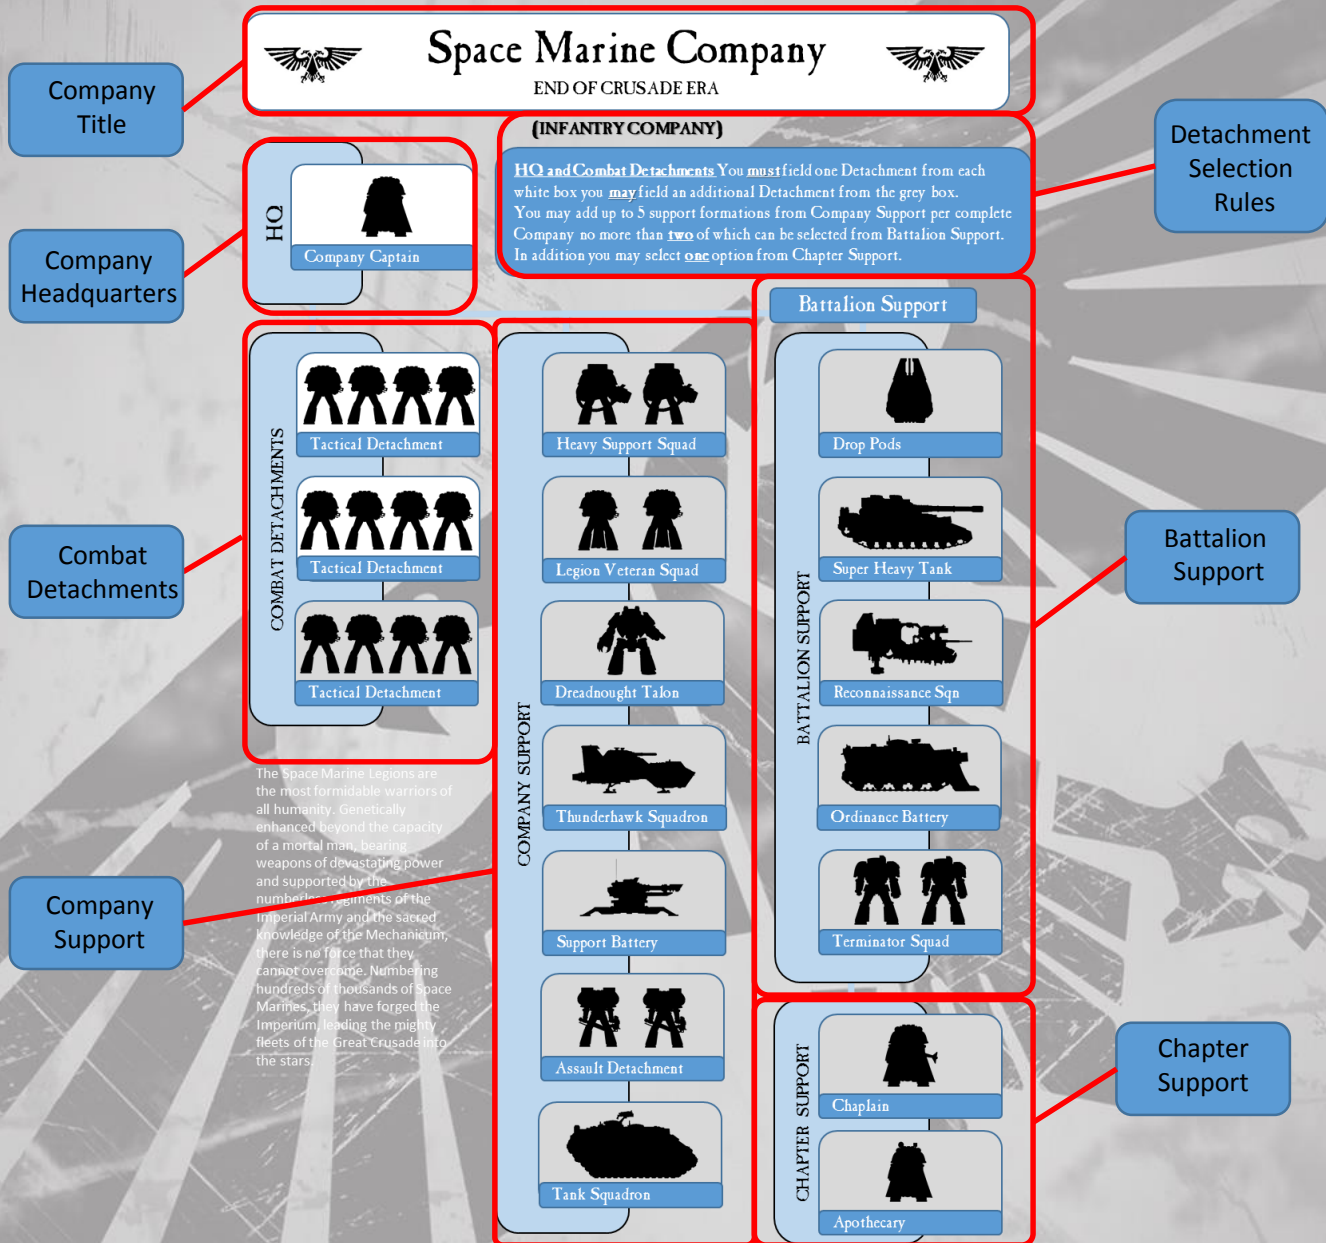 Space Marine Company
END OF CRUSADE ERA
Company
Title
(INFANTRY COMPANY)
HQ and Combat Detachments You must field one Detachment from each
white box you may field an additional Detachment from the grey box.
You may add up to 5 support formations from Company Support per complete
Company no more than two of which can be selected from Battalion Support.
In addition you may select one option from Chapter Support.
Detachment
Selection
Rules
HQ
Company Captain
Company
Headquarters
Battalion Support
COMBAT DETACHMENTS
Tactical Detachment
Tactical Detachment
Tactical Detachment
Combat
Detachments
COMPANY SUPPORT
Heavy Support Squad
Legion Veteran Squad
Dreadnought Talon
Thunderhawk Squadron
Support Battery
Assault Detachment
Tank Squadron
BATTALION SUPPORT
Drop Pods
Super Heavy Tank
Reconnaissance Sqn
Ordinance Battery
Terminator Squad
Battalion
Support
The Space Marine Legions are
the most formidable warriors of
all humanity. Genetically
enhanced beyond the capacity
of a mortal man, bearing
weapons of devastating power
and supported by the
numberless regiments of the
Imperial Army and the sacred
knowledge of the Mechanicum,
there is no force that they
cannot overcome. Numbering
hundreds of thousands of Space
Marines, they have forged the
Imperium, leading the mighty
fleets of the Great Crusade into
the stars.
Company
Support
CHAPTER SUPPORT
Chaplain
Apothecary
Chapter
Support